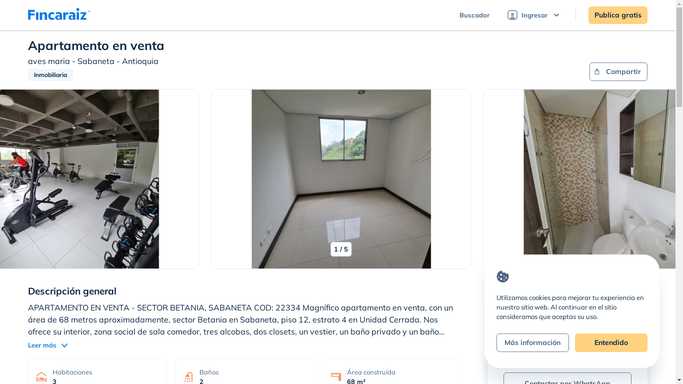 Fincaraiz
Buscador
Ingresar
Publica gratis
Apartamento en venta
aves maria - Sabaneta - Antioquia
Inmobiliaria
Compartir
1 / 5
Descripción general
APARTAMENTO EN VENTA - SECTOR BETANIA, SABANETA COD: 22334 Magnífico apartamento en venta, con un
área de 68 metros aproximadamente, sector Betania en Sabaneta, piso 12, estrato 4 en Unidad Cerrada. Nos
ofrece su interior, zona social de sala comedor, tres alcobas, dos closets, un vestier, un baño privado y un baño...
Leer más
Habitaciones
3
Baños
2
Área construida
68 m²
Utilizamos cookies para mejorar tu experiencia en
nuestro sitio web. Al continuar en el sitio
consideramos que aceptas su uso.
Más información
Entendido
Contactar por WhatsApp